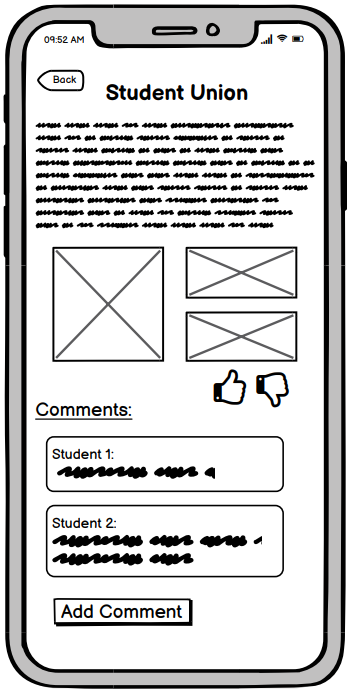 09:52 AM
Back
Student Union
Comments:
Student 1:
Student 2:
Add Comment